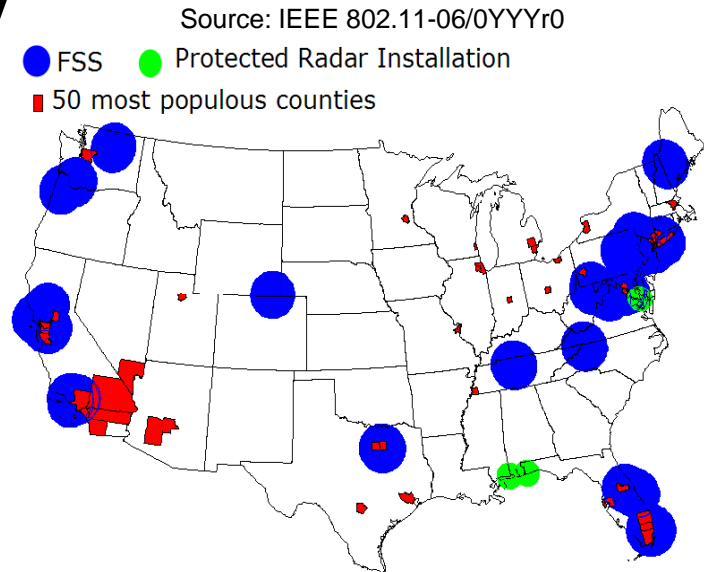 Source: IEEE 802.11-06/0YYYr0
FSS Protected Radar Installation
50 most populous counties